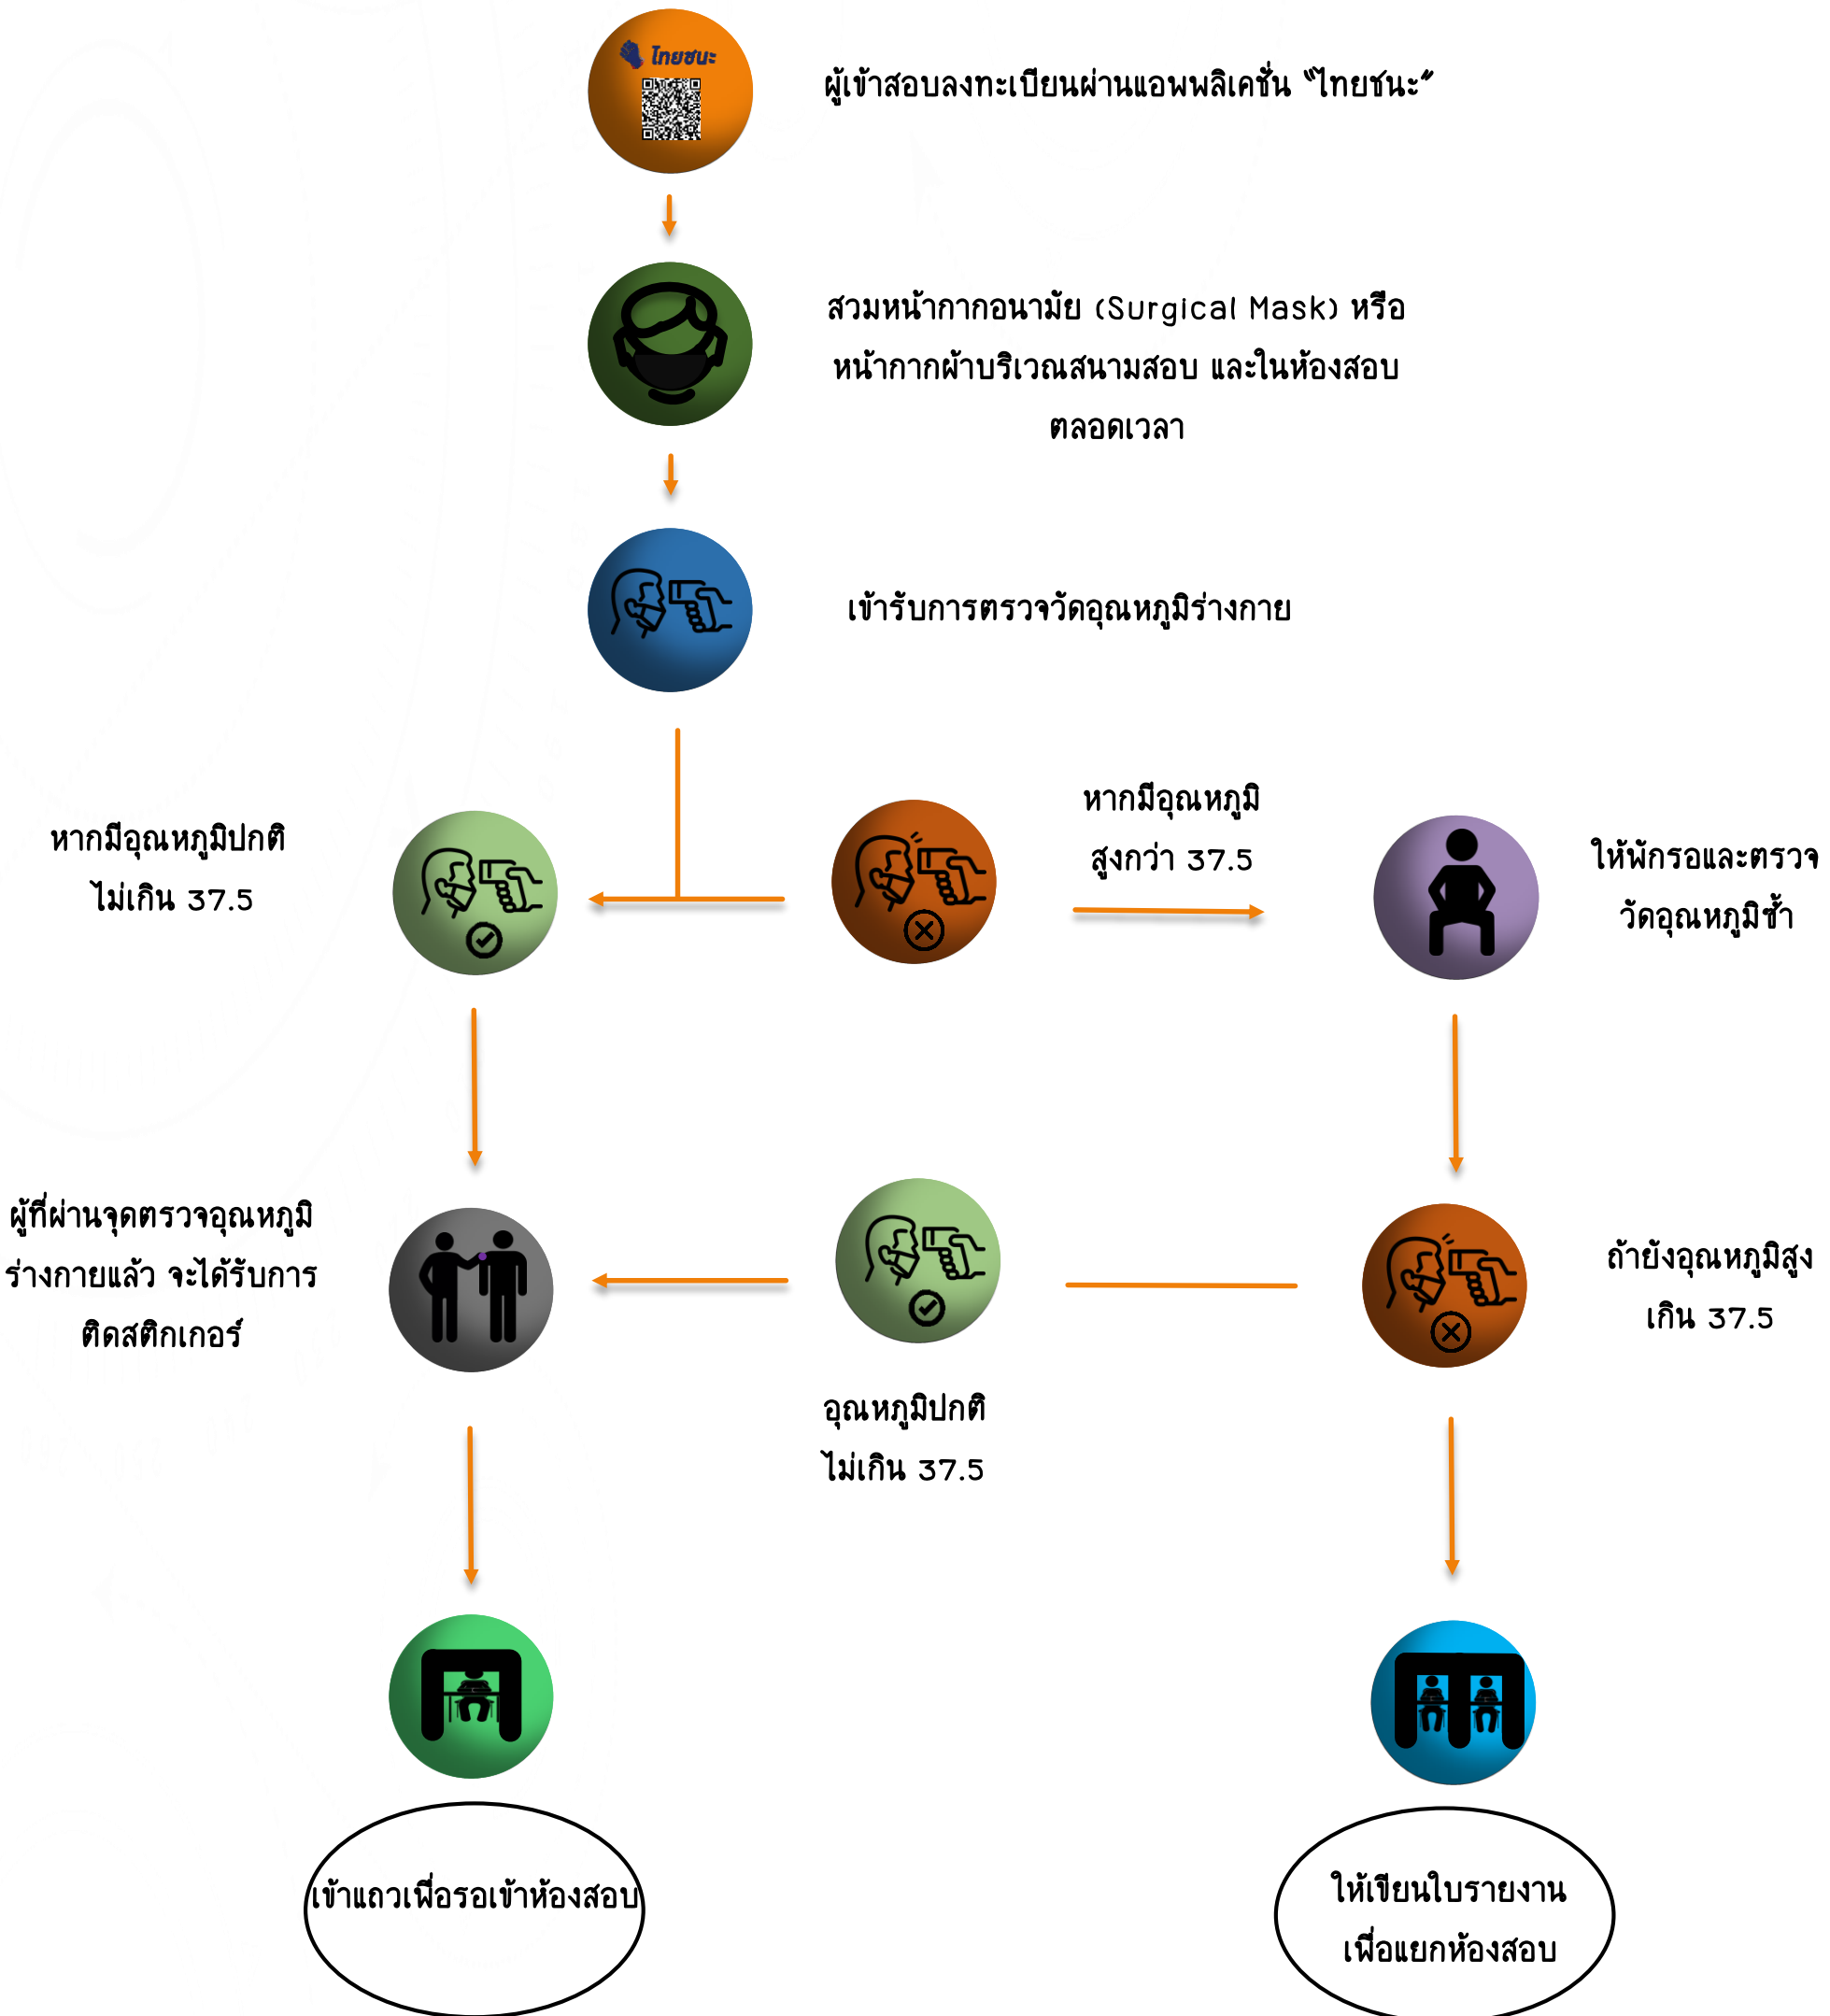 ไทยชนะ
ผู้เข้าสอบลงทะเบียนผ่านแอพพลิเคชั่น “ไทยชนะ”
สวมหน้ากากอนามัย (Surgical Mask) หรือ
หน้ากากผ้าบริเวณสนามสอบ และในห้องสอบ
ตลอดเวลา
เข้ารับการตรวจวัดอุณหภูมิร่างกาย
หากมีอุณหภูมิปกติ
ไม่เกิน 37.5
หากมีอุณหภูมิ
สูงกว่า 37.5
ให้พักรอและตรวจ
วัดอุณหภูมิซ้ำ
ผู้ที่ผ่านจุดตรวจอุณหภูมิ
ร่างกายแล้ว จะได้รับการ
ติดสติกเกอร์
อุณหภูมิปกติ
ไม่เกิน 37.5
ถ้ายังอุณหภูมิสูง
เกิน 37.5
เข้าแถวเพื่อรอเข้าห้องสอบ
ให้เขียนใบรายงาน
เพื่อแยกห้องสอบ